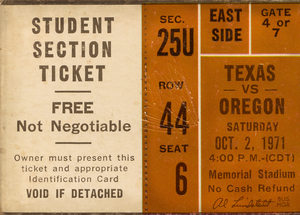 STUDENT
SECTION
TICKET
FREE
Not Negotiable
Owner must present this
ticket and appropriate
Identification Card
VOID IF DETACHED
SEC.
25U
ROW
44
SEAT
6
EAST
SIDE
GATE
4 or
7
TEXAS
VS
OREGON
SATURDAY
OCT. 2, 1971
4:00 P.M.-(CDT)
Memorial Stadium
No Cash Refund